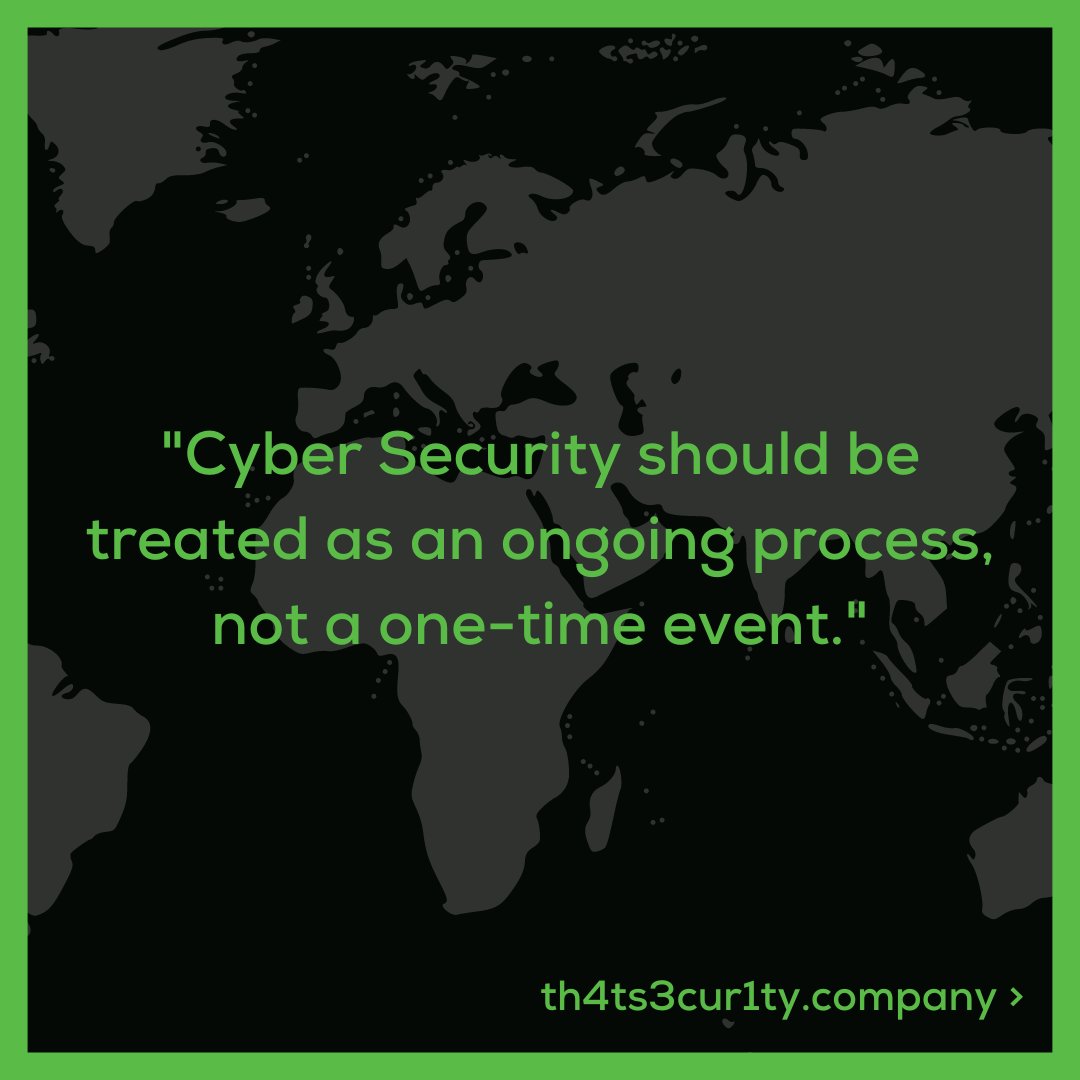 "Cyber Security should be
treated as an ongoing process,
not a one-time event."
th4ts3cur1ty.company >